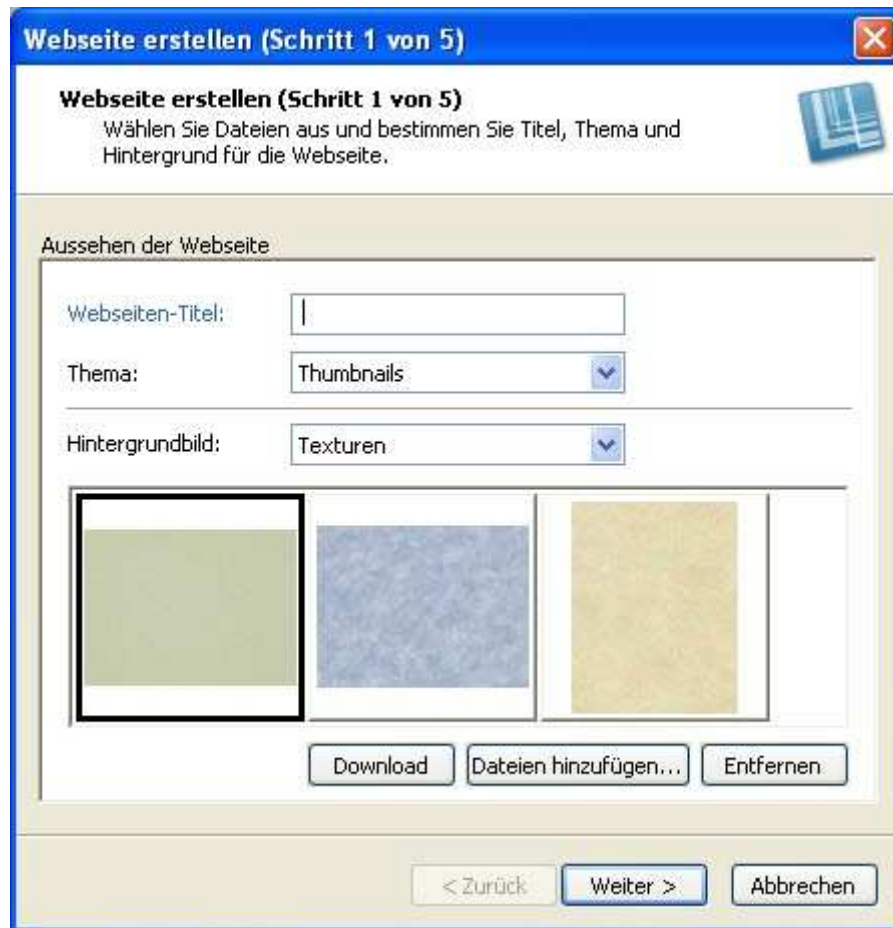 Webseite erstellen (Schritt 1 von 5)
Webseite erstellen (Schritt 1 von 5)
Wählen Sie Dateien aus und bestimmen Sie Titel, Thema und
Hintergrund für die Webseite.
Aussehen der Webseite
Webseiten-Titel:
Thema: Thumbnails
Hintergrundbild: Texturen
Download Dateien hinzufügen... Entfernen
< Zurück Weiter > Abbrechen